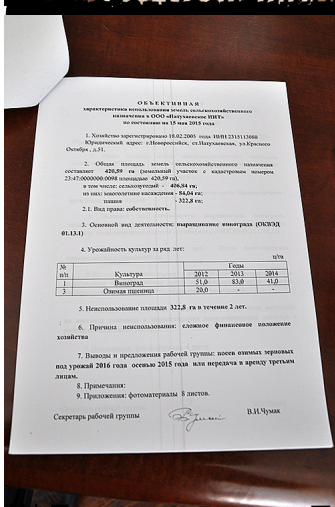 ОБЪЕКТИВНАЯ
характеристика использования земель сельскохозяйственного
назначения в ООО «Натухаевское НИТ»
по состоянию на 15 мая 2015 года
1. Хозяйство зарегистрировано 18.02.2005 года ИНН 2315113088
Юридический адрес: г.Новороссийск, ст.Натухаевская, ул.Красного
Октября , д.51.
2. Общая площадь земель сельскохозяйственного назначения
составляет 420,59 га (земельный участок с кадастровым номером
23:47:0000000:0098 площадью 420,59 га),
в том числе: сельхозугодий - 406,84 га;
из них: многолетние насаждения - 84,04 га;
пашня - 322,8 га;
2.1. Вид права: собственность.
3. Основной вид деятельности: выращивание винограда (ОКВЭД
01.13.1)
4. Урожайность культур за ряд лет:
ц/га
№ п/п Культура Годы
2012 2013 2014
1 Виноград 51,0 83,0 41,0
3 Озимая пшеница 20,0 - -
5. Неиспользование площади 322,8 га в течение 2 лет.
6. Причина неиспользования: сложное финансовое положение
хозяйства
7. Выводы и предложения рабочей группы: посев озимых зерновых
под урожай 2016 года осенью 2015 года или передача в аренду третьим
лицам.
8. Примечания:
9. Приложения: фотоматериалы 8 листов.
Секретарь рабочей группы В.И.Чумак